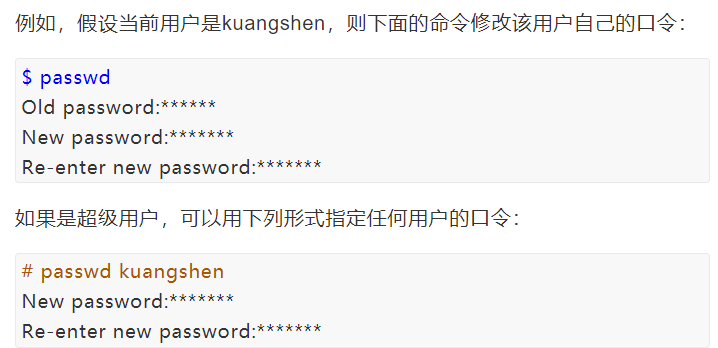 例如，假设当前用户是kuangshen，则下面的命令修改该用户自己的口令：
$ passwd
Old password:******
New password:*******
Re-enter new password:*******
如果是超级用户，可以用下列形式指定任何用户的口令：
# passwd kuangshen
New password:*******
Re-enter new password:*******